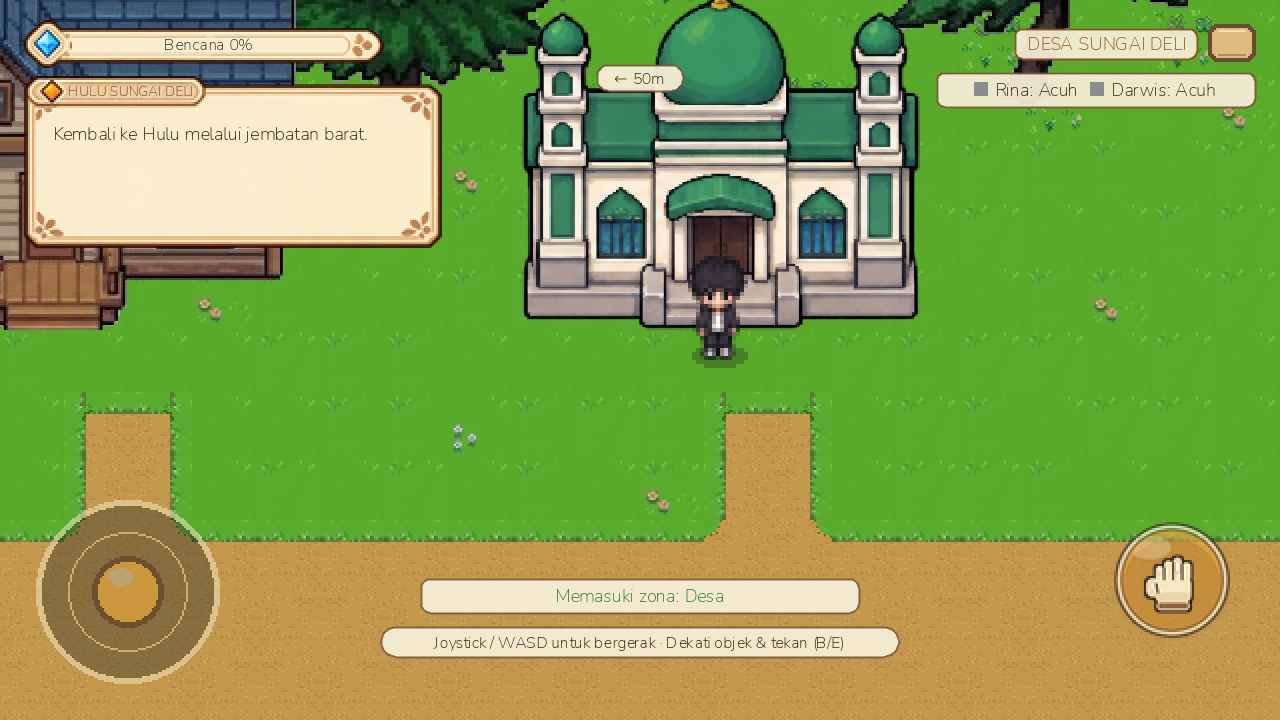 Bencana 0%
DESA SUNGAI DELI
← 50m
Rina: Acuh Darwis: Acuh
HULU SUNGAI DELI
Kembali ke Hulu melalui jembatan barat.
Memasuki zona: Desa
Joystick / WASD untuk bergerak · Dekati objek & tekan (B/E)